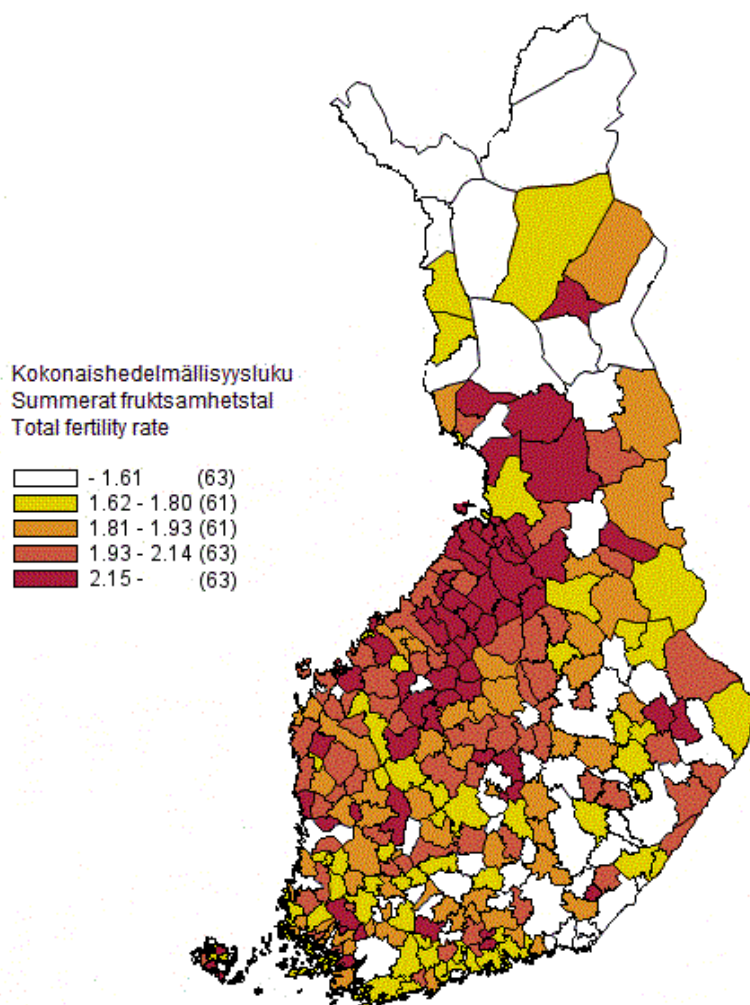 Kokonaishedelmällisyysluku
Summerat fruktsamhetstal
Total fertility rate
- 1.61 (63)
1.62 - 1.80 (61)
1.81 - 1.93 (61)
1.93 - 2.14 (63)
2.15 - (63)